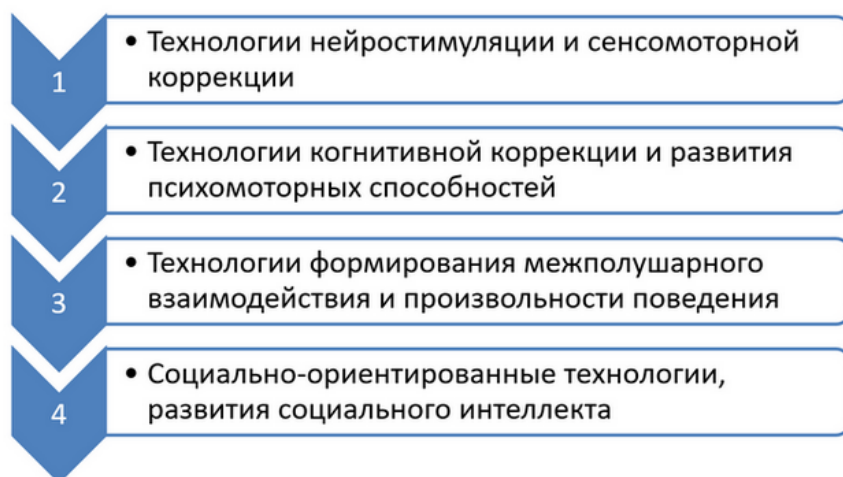 1
• Технологии нейростимуляции и сенсомоторной
коррекции
2
• Технологии когнитивной коррекции и развития
психомоторных способностей
3
• Технологии формирования межполушарного
взаимодействия и произвольности поведения
4
• Социально-ориентированные технологии,
развития социального интеллекта